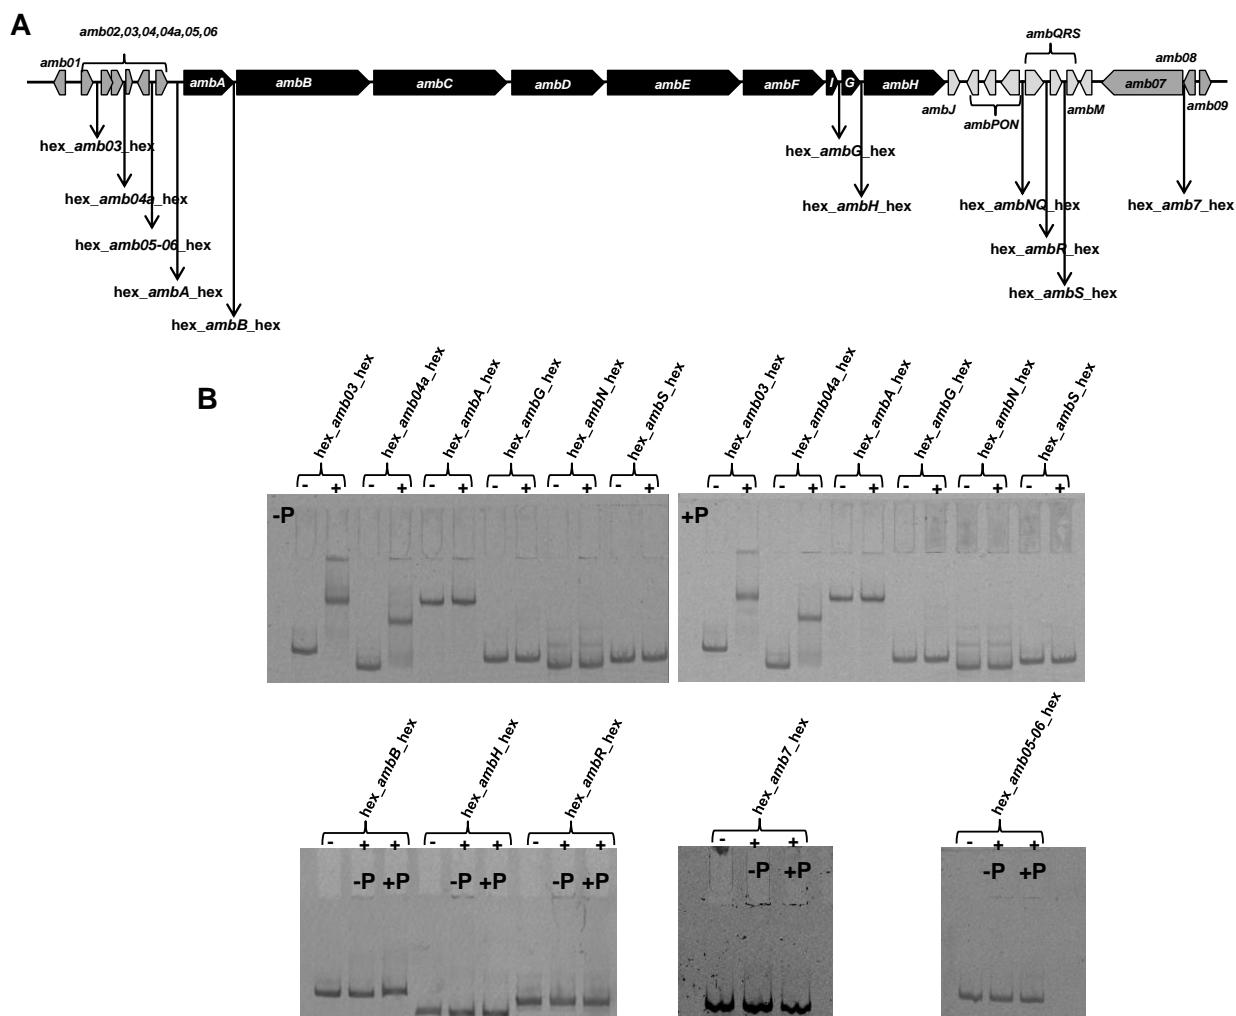 A
amb02,03,04,04a,05,06
amb01
ambA
ambB
ambC
ambD
ambE
ambF
I
G
ambH
ambJ
ambPON
ambQRS
ambM
amb07
amb08
amb09
hex_amb03_hex
hex_amb04a_hex
hex_amb05-06_hex
hex_ambA_hex
hex_ambB_hex
hex_ambG_hex
hex_ambH_hex
hex_ambNQ_hex
hex_ambR_hex
hex_ambS_hex
hex_amb7_hex
B
hex_amb03_hex
hex_amb04a_hex
hex_ambA_hex
hex_ambG_hex
hex_ambN_hex
hex_ambS_hex
- + - + - + - + - + - +
-P
hex_amb03_hex
hex_amb04a_hex
hex_ambA_hex
hex_ambG_hex
hex_ambN_hex
hex_ambS_hex
- + - + - + - + - + - +
+P
hex_ambB_hex
hex_ambH_hex
hex_ambR_hex
- + + - + + - + +
-P +P -P +P -P +P
hex_amb7_hex
- + +
-P +P
hex_amb05-06_hex
- + +
-P +P